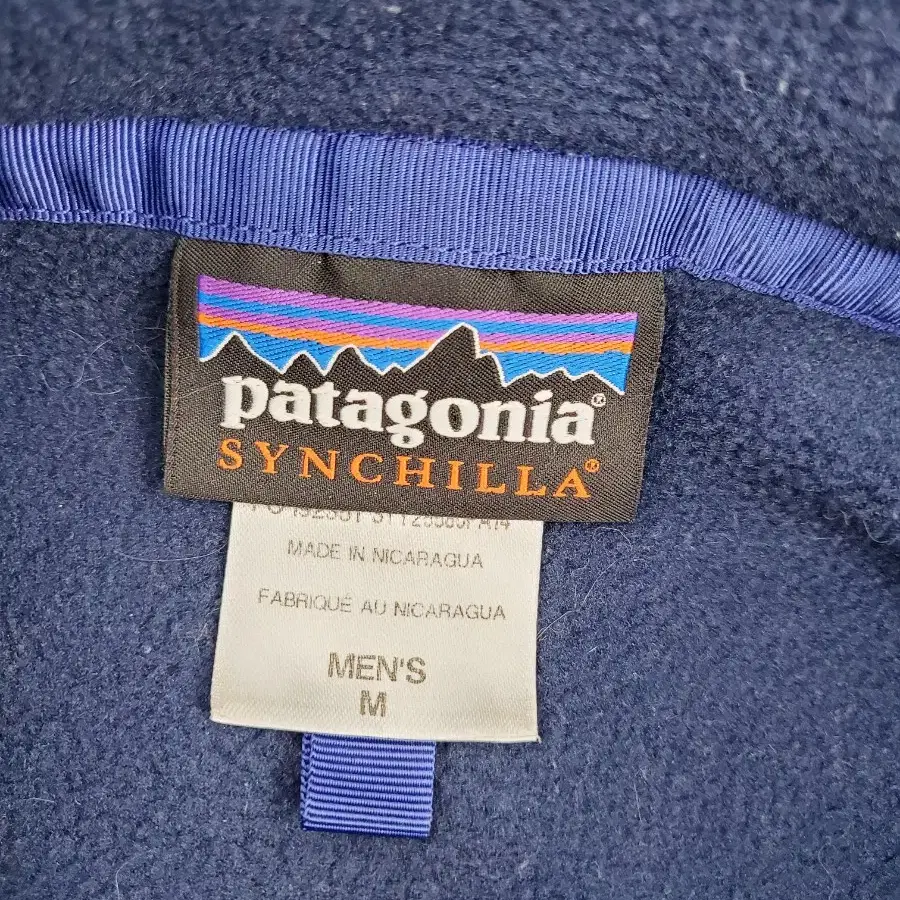 patagonia®
SYNCHILLA®
MADE IN NICARAGUA
FABRIQUÉ AU NICARAGUA
MEN'S
M